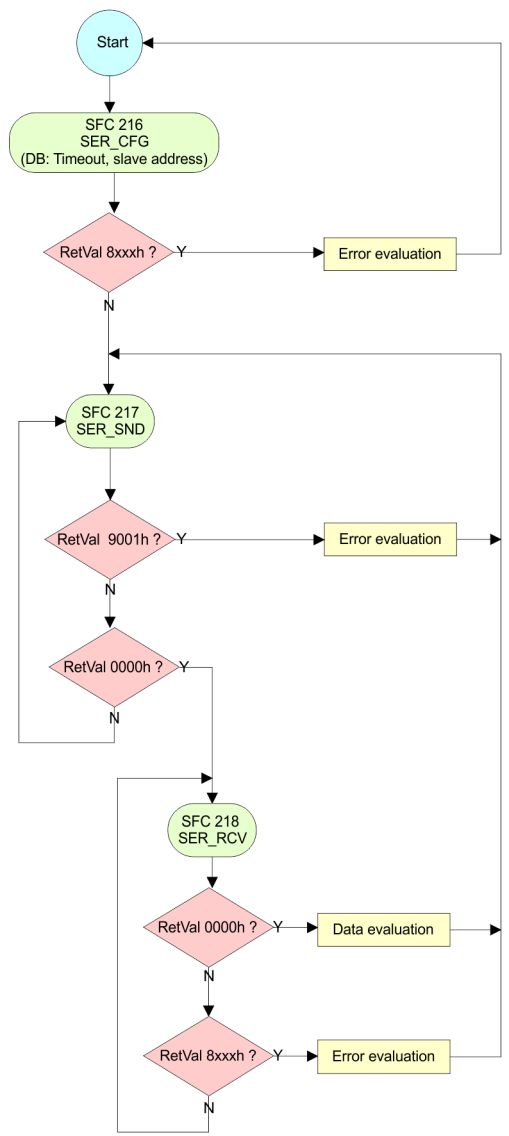 Start
SFC 216
SER_CFG
(DB: Timeout, slave address)
RetVal 8xxxh ?
Y
Error evaluation
N
SFC 217
SER_SND
RetVal 9001h ?
Y
Error evaluation
N
RetVal 0000h ?
Y
N
SFC 218
SER_RCV
RetVal 0000h ?
Y
Data evaluation
N
RetVal 8xxxh ?
Y
Error evaluation
N